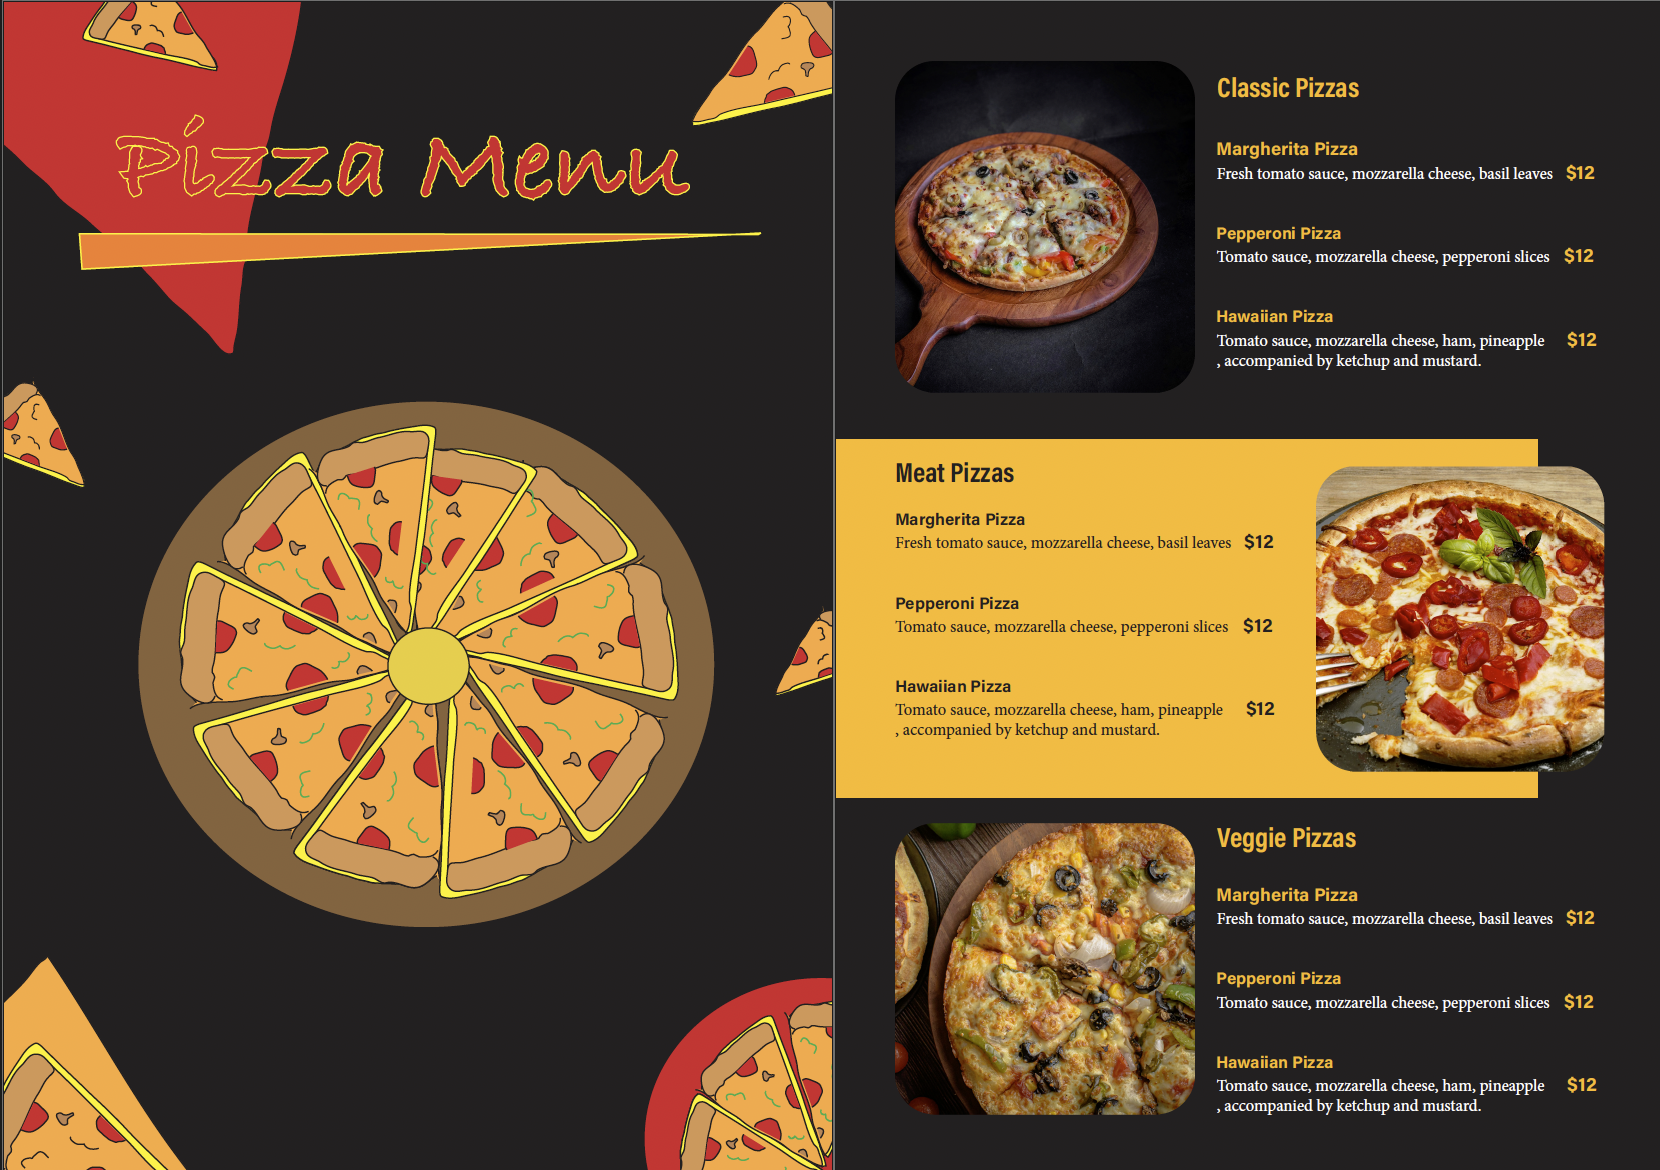 Pizza Menu
Classic Pizzas
Margherita Pizza
Fresh tomato sauce, mozzarella cheese, basil leaves $12
Pepperoni Pizza
Tomato sauce, mozzarella cheese, pepperoni slices $12
Hawaiian Pizza
Tomato sauce, mozzarella cheese, ham, pineapple $12
, accompanied by ketchup and mustard.
Meat Pizzas
Margherita Pizza
Fresh tomato sauce, mozzarella cheese, basil leaves $12
Pepperoni Pizza
Tomato sauce, mozzarella cheese, pepperoni slices $12
Hawaiian Pizza
Tomato sauce, mozzarella cheese, ham, pineapple $12
, accompanied by ketchup and mustard.
Veggie Pizzas
Margherita Pizza
Fresh tomato sauce, mozzarella cheese, basil leaves $12
Pepperoni Pizza
Tomato sauce, mozzarella cheese, pepperoni slices $12
Hawaiian Pizza
Tomato sauce, mozzarella cheese, ham, pineapple $12
, accompanied by ketchup and mustard.